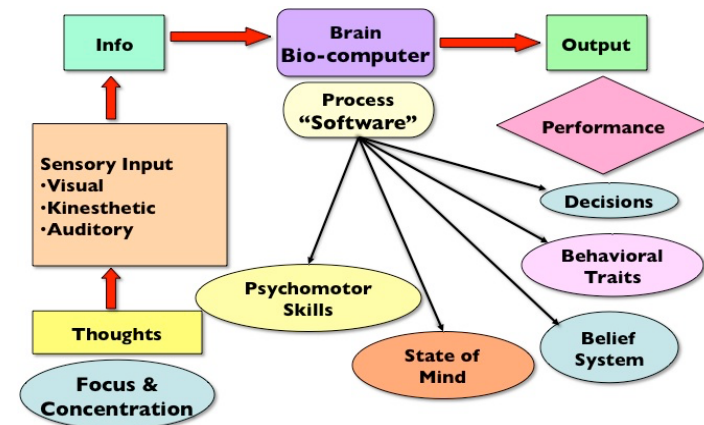 Info
Brain
Bio-computer
Output
Process
“Software”
Performance
Sensory Input
•Visual
•Kinesthetic
•Auditory
Decisions
Behavioral
Traits
Psychomotor
Skills
Thoughts
State of
Mind
Belief
System
Focus &
Concentration